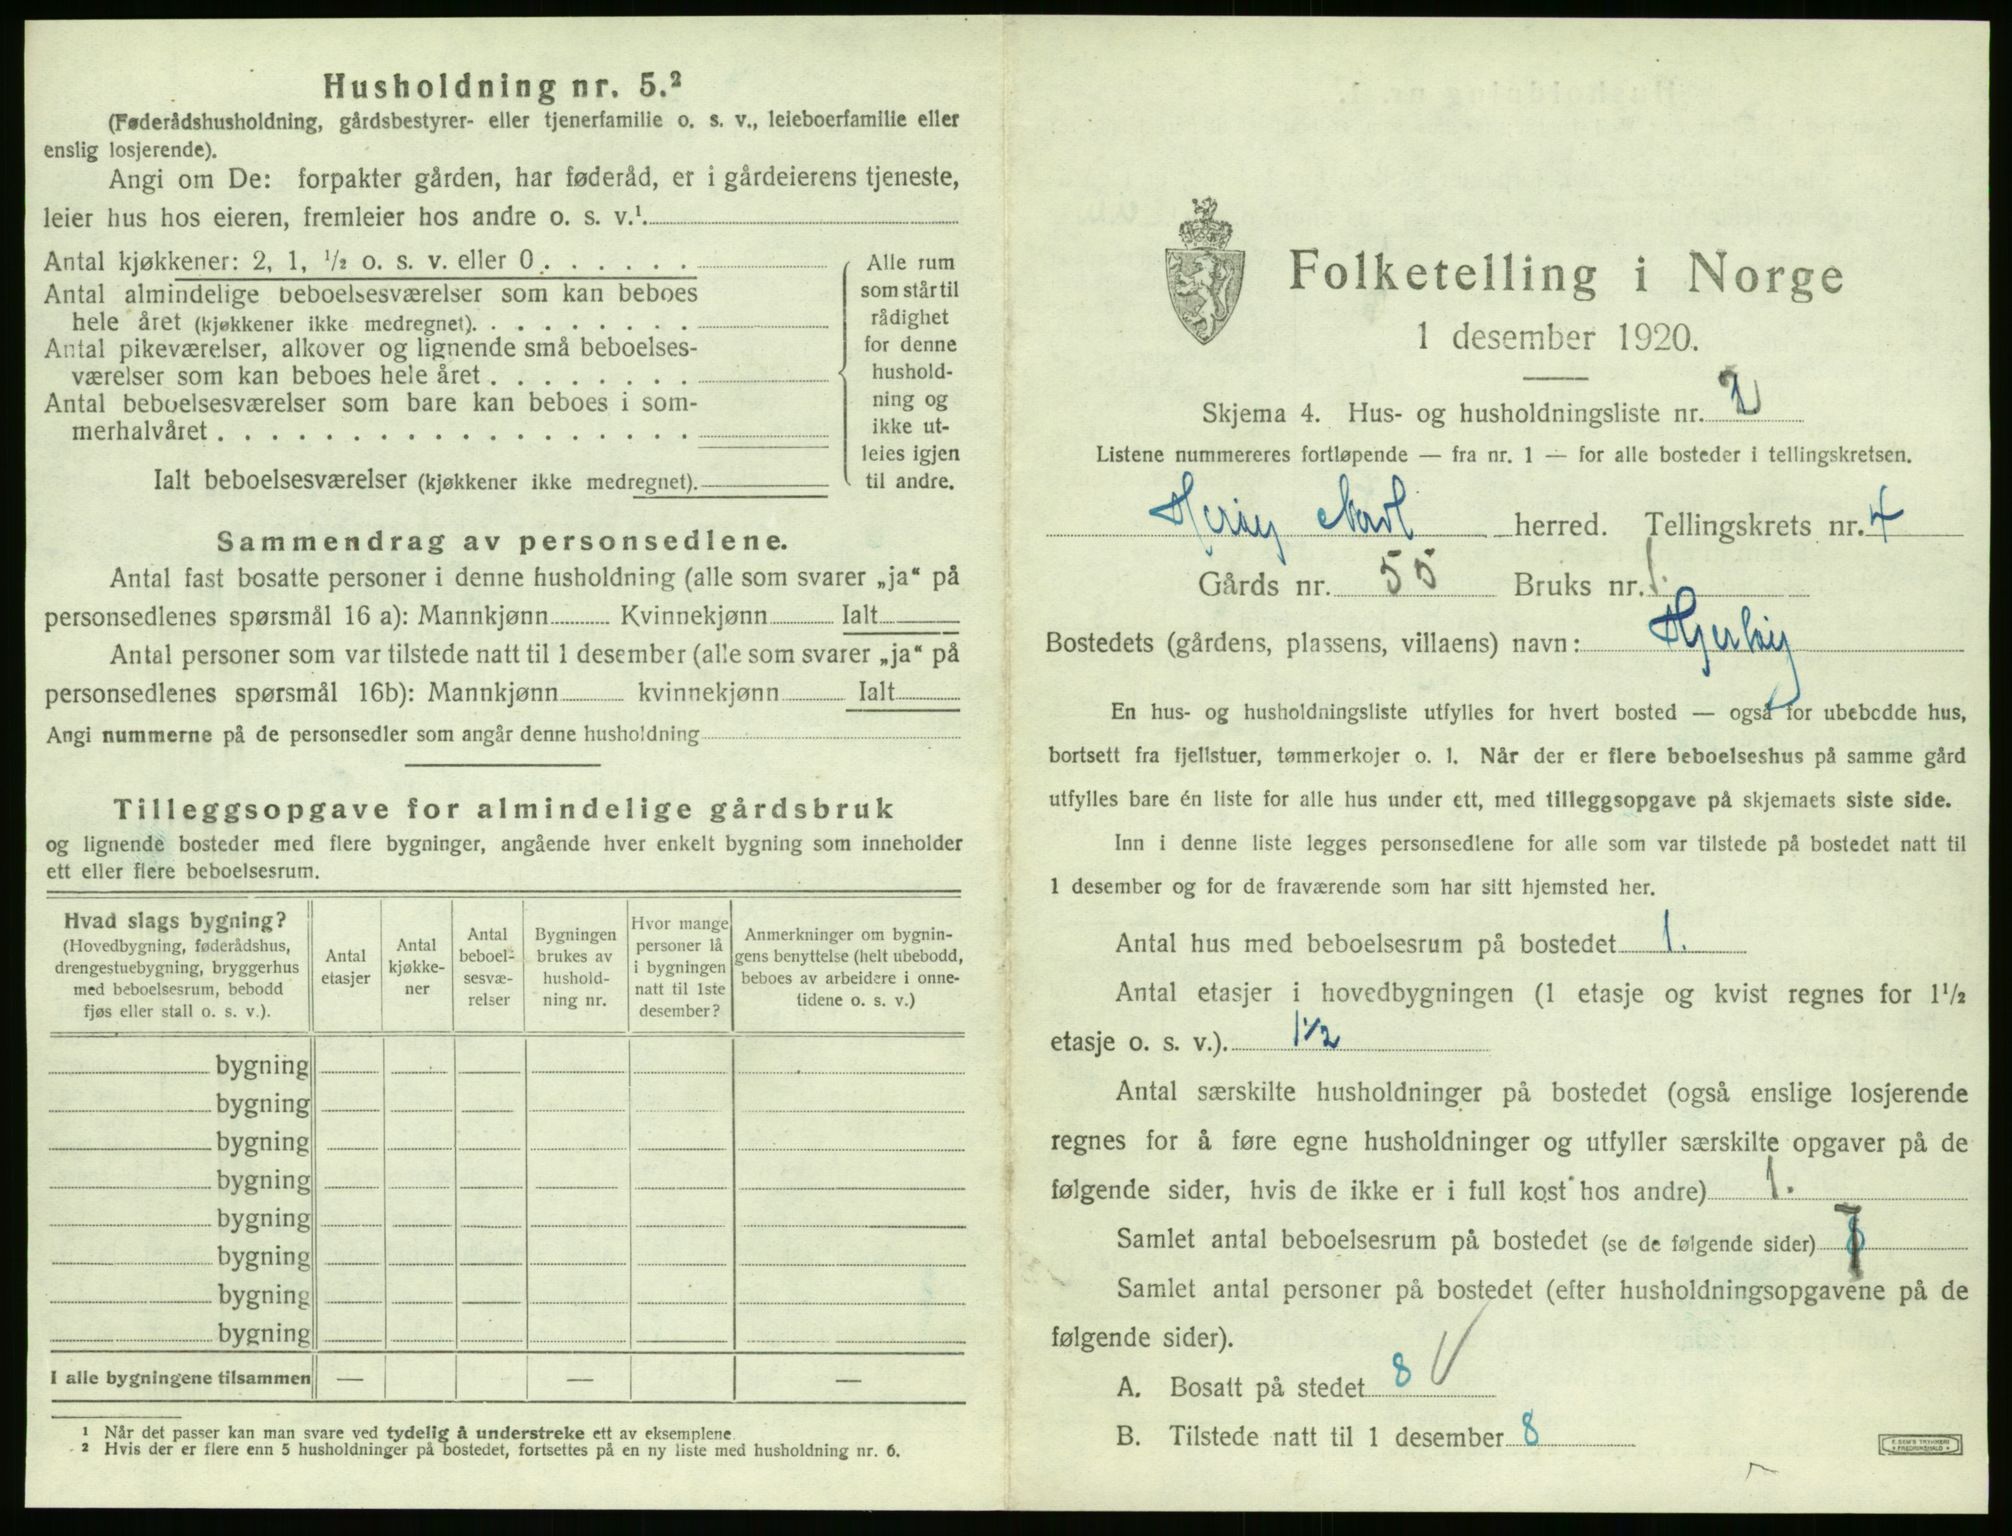 Husholdning nr. 5.²
(Føderådshusholdning, gårdsbestyrer- eller tjenerfamilie o. s. v., leieboerfamilie eller
enslig losjerende).
Angi om De: forpakter gården, har føderåd, er i gårdeierens tjeneste,
leier hus hos eieren, fremleier hos andre o. s. v.¹
Antal kjøkkener: 2, 1, ½ o. s. v. eller 0
Antal almindelige beboelsesværelser som kan beboes
hele året (kjøkkener ikke medregnet)
Antal pikeværelser, alkover og lignende små beboelses-
værelser som kan beboes hele året
Antal beboelsesværelser som bare kan beboes i som-
merhalvåret
Alle rum
som står til
rådighet
for denne
hushold-
ning og
ikke ut-
leies igjen
til andre.
Ialt beboelsesværelser (kjøkkener ikke medregnet).
Sammendrag av personsedlene.
Antal fast bosatte personer i denne husholdning (alle som svarer „ja“ på
personsedlenes spørsmål 16 a): Mannkjønn Kvinnekjønn Ialt
Antal personer som var tilstede natt til 1 desember (alle som svarer „ja“ på
personsedlenes spørsmål 16b): Mannkjønn kvinnekjønn Ialt
Angi nummerne på de personsedler som angår denne husholdning
Tilleggsopgave for almindelige gårdsbruk
og lignende bosteder med flere bygninger, angående hver enkelt bygning som inneholder
ett eller flere beboelsesrum.
Hvad slags bygning?
(Hovedbygning, føderådshus,
drengestuebygning, bryggerhus
med beboelsesrum, bebodd
fjøs eller stall o. s. v.).
Antal
etasjer
Antal
kjøkke-
ner
Antal
beboel-
sesvæ-
relser
Bygningen
brukes av
hushold-
ning nr.
Hvor mange
personer lå
i bygningen
natt til 1ste
desember?
Anmerkninger om bygnin-
gens benyttelse (helt ubebodd,
beboes av arbeidere i onne-
tidene o. s. v.)
bygning
bygning
bygning
bygning
bygning
bygning
bygning
bygning
I alle bygningene tilsammen — — —
¹ Når det passer kan man svare ved tydelig å understreke ett av eksemplene
² Hvis der er flere enn 5 husholdninger på bostedet, fortsettes på en ny liste med husholdning nr. 6.
Folketelling i Norge
1 desember 1920.
Skjema 4. Hus- og husholdningsliste nr. 2
Listene nummereres fortløpende — fra nr. 1 — for alle bosteder i tellingskretsen.
herred. Tellingskrets nr. 4
Gårds nr. 55 Bruks nr. 1.
Bostedets (gårdens, plassens, villaens) navn:
En hus- og husholdningsliste utfylles for hvert bosted — også for ubebodde hus,
bortsett fra fjellstuer, tømmerkojer o. l. Når der er flere beboelseshus på samme gård
utfylles bare én liste for alle hus under ett, med tilleggsopgave på skjemaets siste side.
Inn i denne liste legges personsedlene for alle som var tilstede på bostedet natt til
1 desember og for de fraværende som har sitt hjemsted her.
Antal hus med beboelsesrum på bostedet 1.
Antal etasjer i hovedbygningen (1 etasje og kvist regnes for 1½
etasje o. s. v.). 1½
Antal særskilte husholdninger på bostedet (også enslige losjerende
regnes for å føre egne husholdninger og utfyller særskilte opgaver på de
følgende sider, hvis de ikke er i full kost hos andre) 1.
Samlet antal beboelsesrum på bostedet (se de følgende sider) 7
Samlet antal personer på bostedet (efter husholdningsopgavene på de
følgende sider).
A. Bosatt på stedet 8
B. Tilstede natt til 1 desember 8